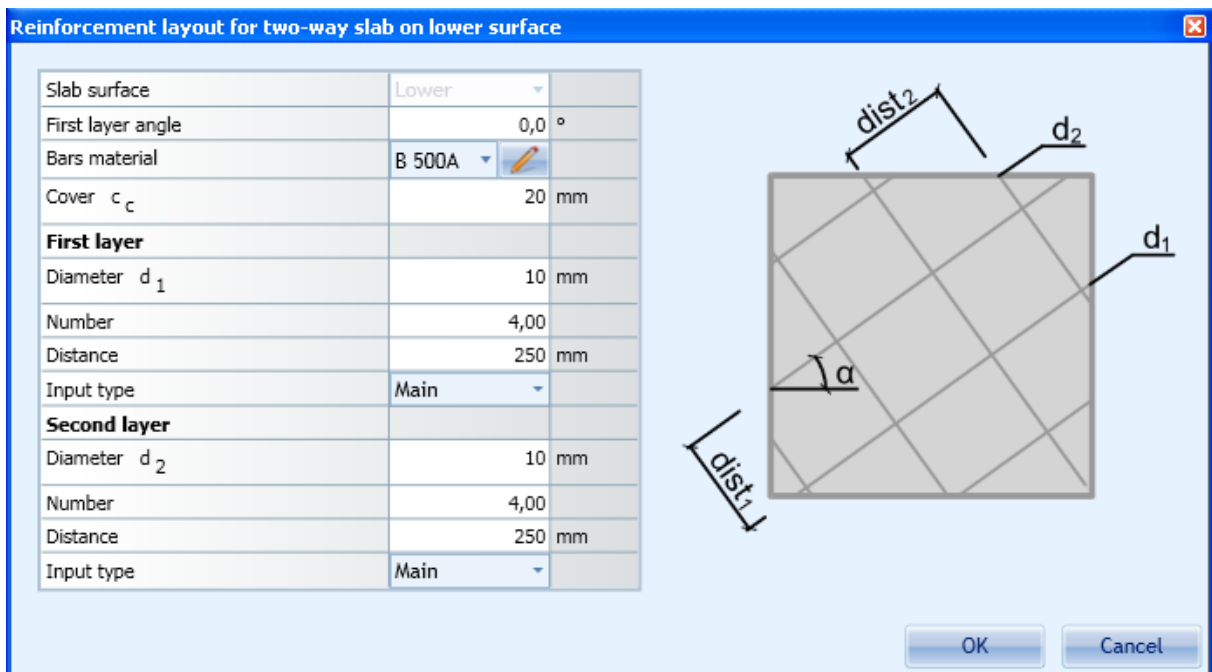 Reinforcement layout for two-way slab on lower surface
Slab surface Lower
First layer angle 0,0 °
Bars material B 500A
Cover c c 20 mm
First layer
Diameter d 1 10 mm
Number 4,00
Distance 250 mm
Input type Main
Second layer
Diameter d 2 10 mm
Number 4,00
Distance 250 mm
Input type Main
dist2
d2
d1
α
dist1
OK Cancel